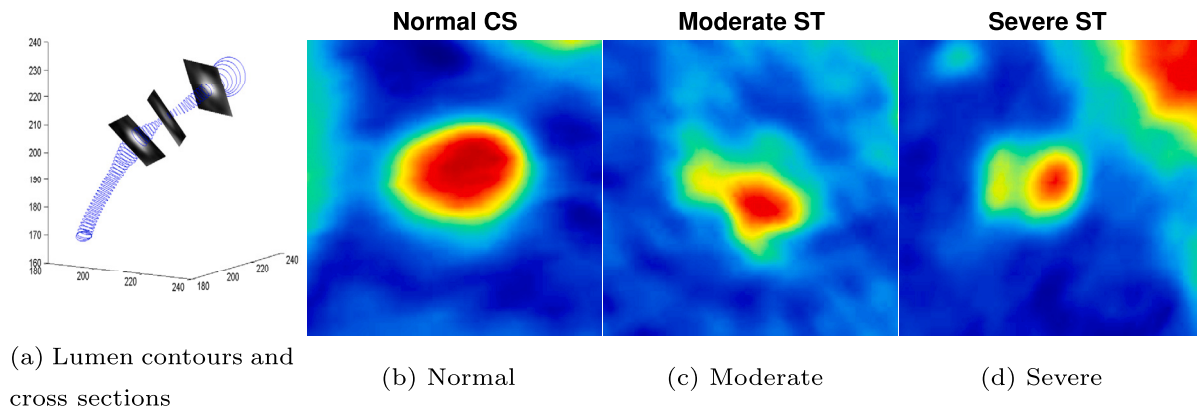 Normal CS
Moderate ST
Severe ST
240
230
220
210
200
190
180
170
160
180
200
220
240
180
200
220
240
(a) Lumen contours and
cross sections
(b) Normal
(c) Moderate
(d) Severe